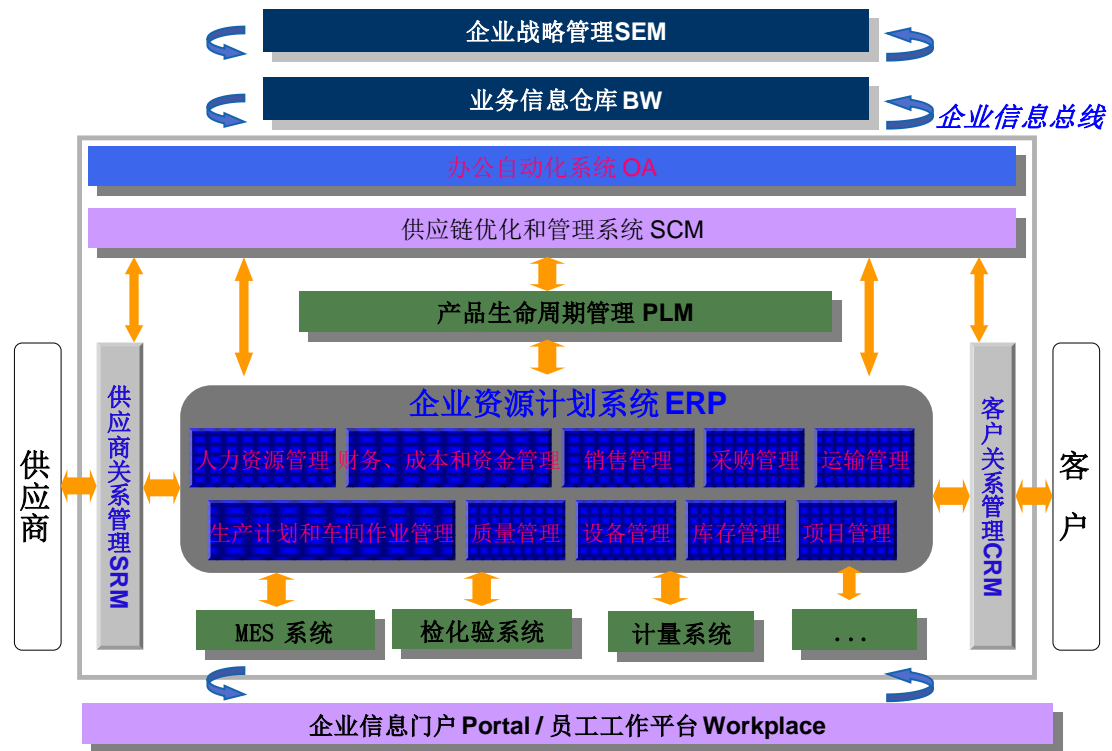 企业战略管理SEM
业务信息仓库 BW
企业信息总线
办公自动化系统 OA
供应链优化和管理系统 SCM
产品生命周期管理 PLM
供应商
供应商关系管理SRM
企业资源计划系统 ERP
人力资源管理
财务、成本和资金管理
销售管理
采购管理
运输管理
生产计划和车间作业管理
质量管理
设备管理
库存管理
项目管理
客户关系管理CRM
客户
MES 系统
检化验系统
计量系统
...
企业信息门户 Portal / 员工工作平台 Workplace